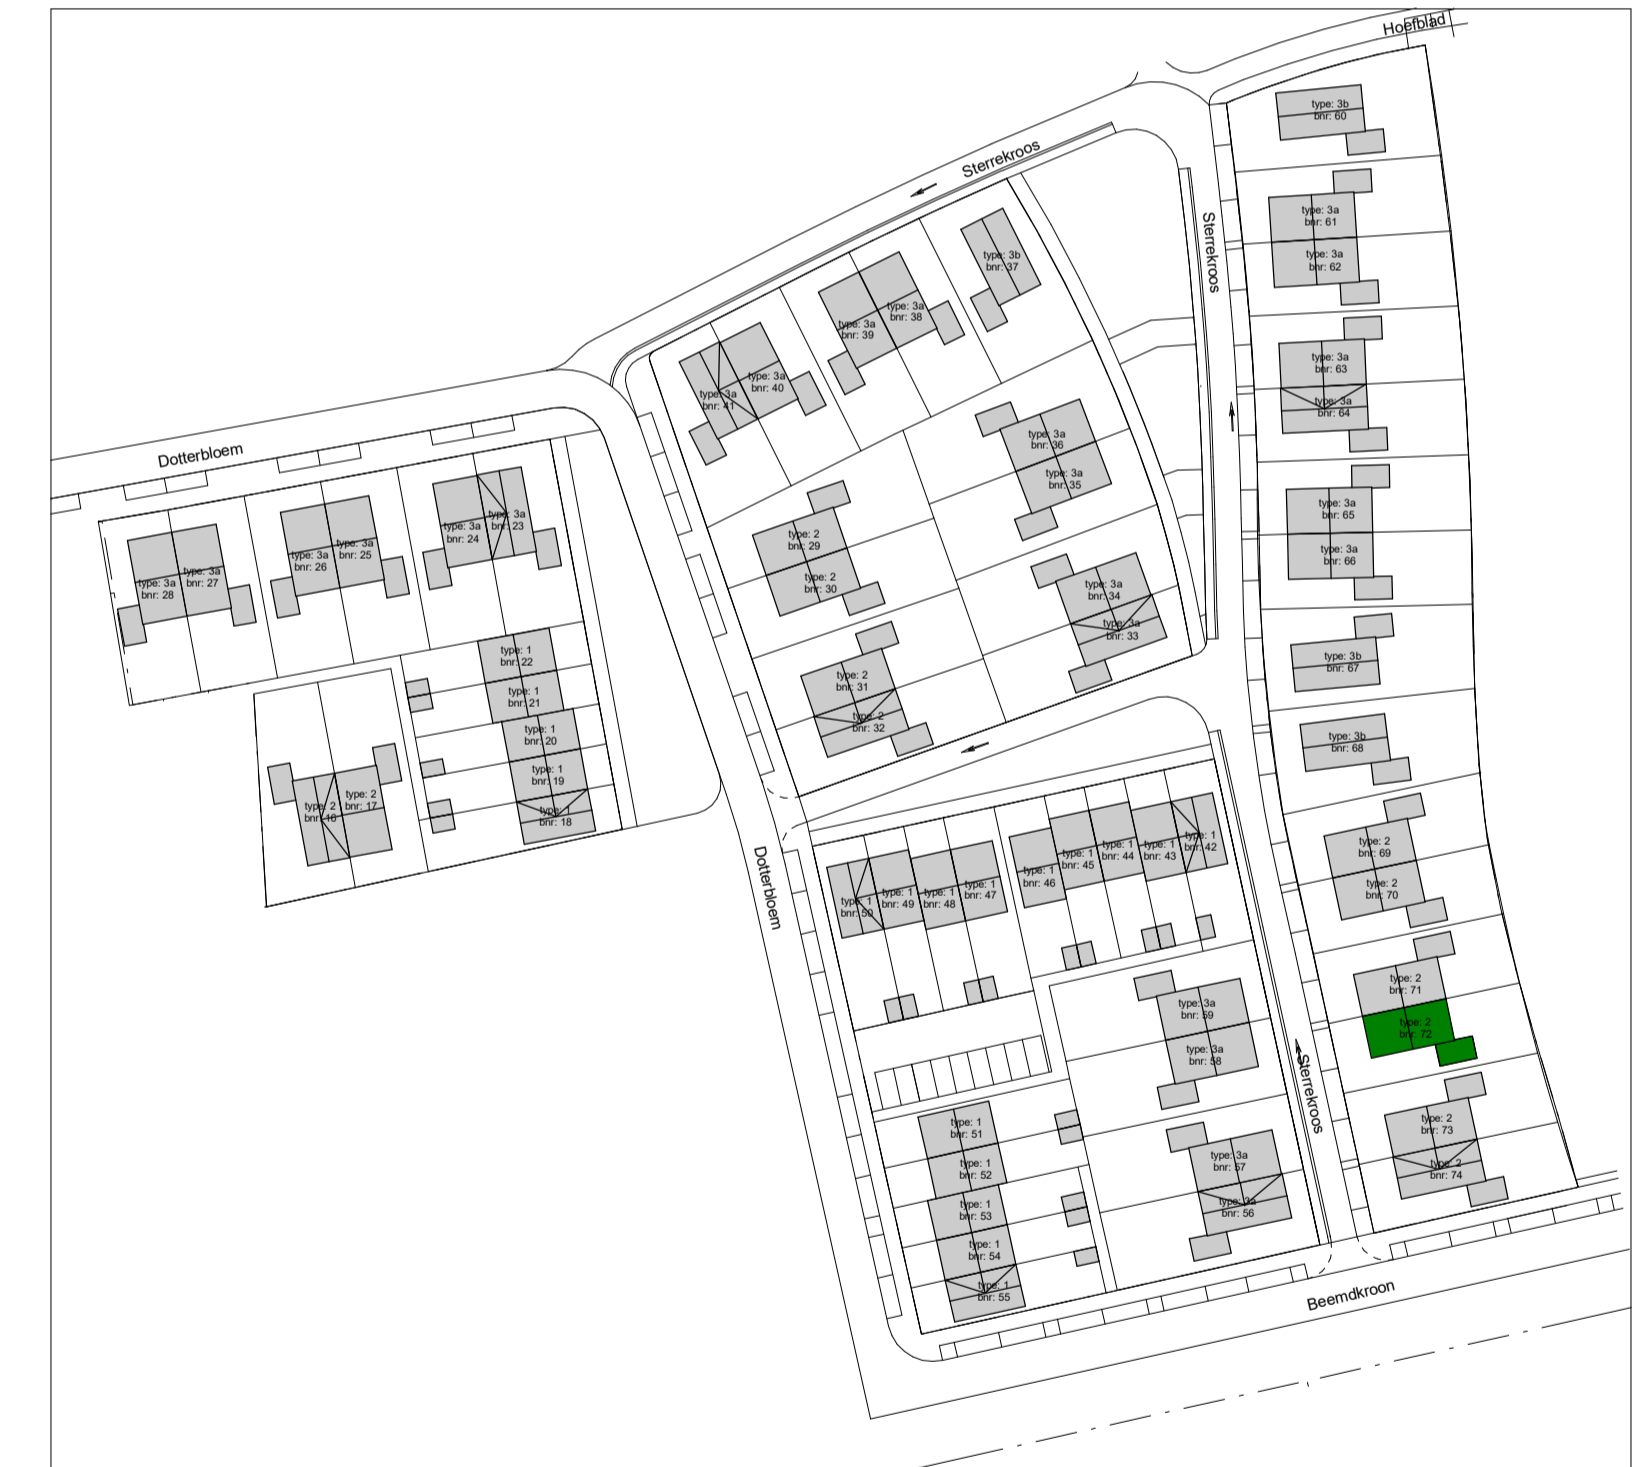 Hoefblad
Sterrekroos
Sterrekroos
Dotterbloem
Dotterbloem
Sterrekroos
Beemdkroon
type: 3b
bnr: 60
type: 3a
bnr: 61
type: 3a
bnr: 62
type: 3a
bnr: 63
type: 3a
bnr: 64
type: 3a
bnr: 65
type: 3a
bnr: 66
type: 3b
bnr: 67
type: 3b
bnr: 68
type: 2
bnr: 69
type: 2
bnr: 70
type: 2
bnr: 71
type: 2
bnr: 72
type: 2
bnr: 73
type: 2
bnr: 74
type: 3b
bnr: 37
type: 3a
bnr: 38
type: 3a
bnr: 39
type: 3a
bnr: 40
type: 3a
bnr: 41
type: 3a
bnr: 36
type: 3a
bnr: 35
type: 3a
bnr: 34
type: 3a
bnr: 33
type: 2
bnr: 29
type: 2
bnr: 30
type: 2
bnr: 31
type: 2
bnr: 32
type: 3a
bnr: 28
type: 3a
bnr: 27
type: 3a
bnr: 26
type: 3a
bnr: 25
type: 3a
bnr: 24
type: 3a
bnr: 23
type: 1
bnr: 22
type: 1
bnr: 21
type: 1
bnr: 20
type: 1
bnr: 19
type: 1
bnr: 18
type: 2
bnr: 16
type: 2
bnr: 17
type: 1
bnr: 50
type: 1
bnr: 49
type: 1
bnr: 48
type: 1
bnr: 47
type: 1
bnr: 46
type: 1
bnr: 45
type: 1
bnr: 44
type: 1
bnr: 43
type: 1
bnr: 42
type: 3a
bnr: 59
type: 3a
bnr: 58
type: 3a
bnr: 57
type: 3a
bnr: 56
type: 1
bnr: 51
type: 1
bnr: 52
type: 1
bnr: 53
type: 1
bnr: 54
type: 1
bnr: 55